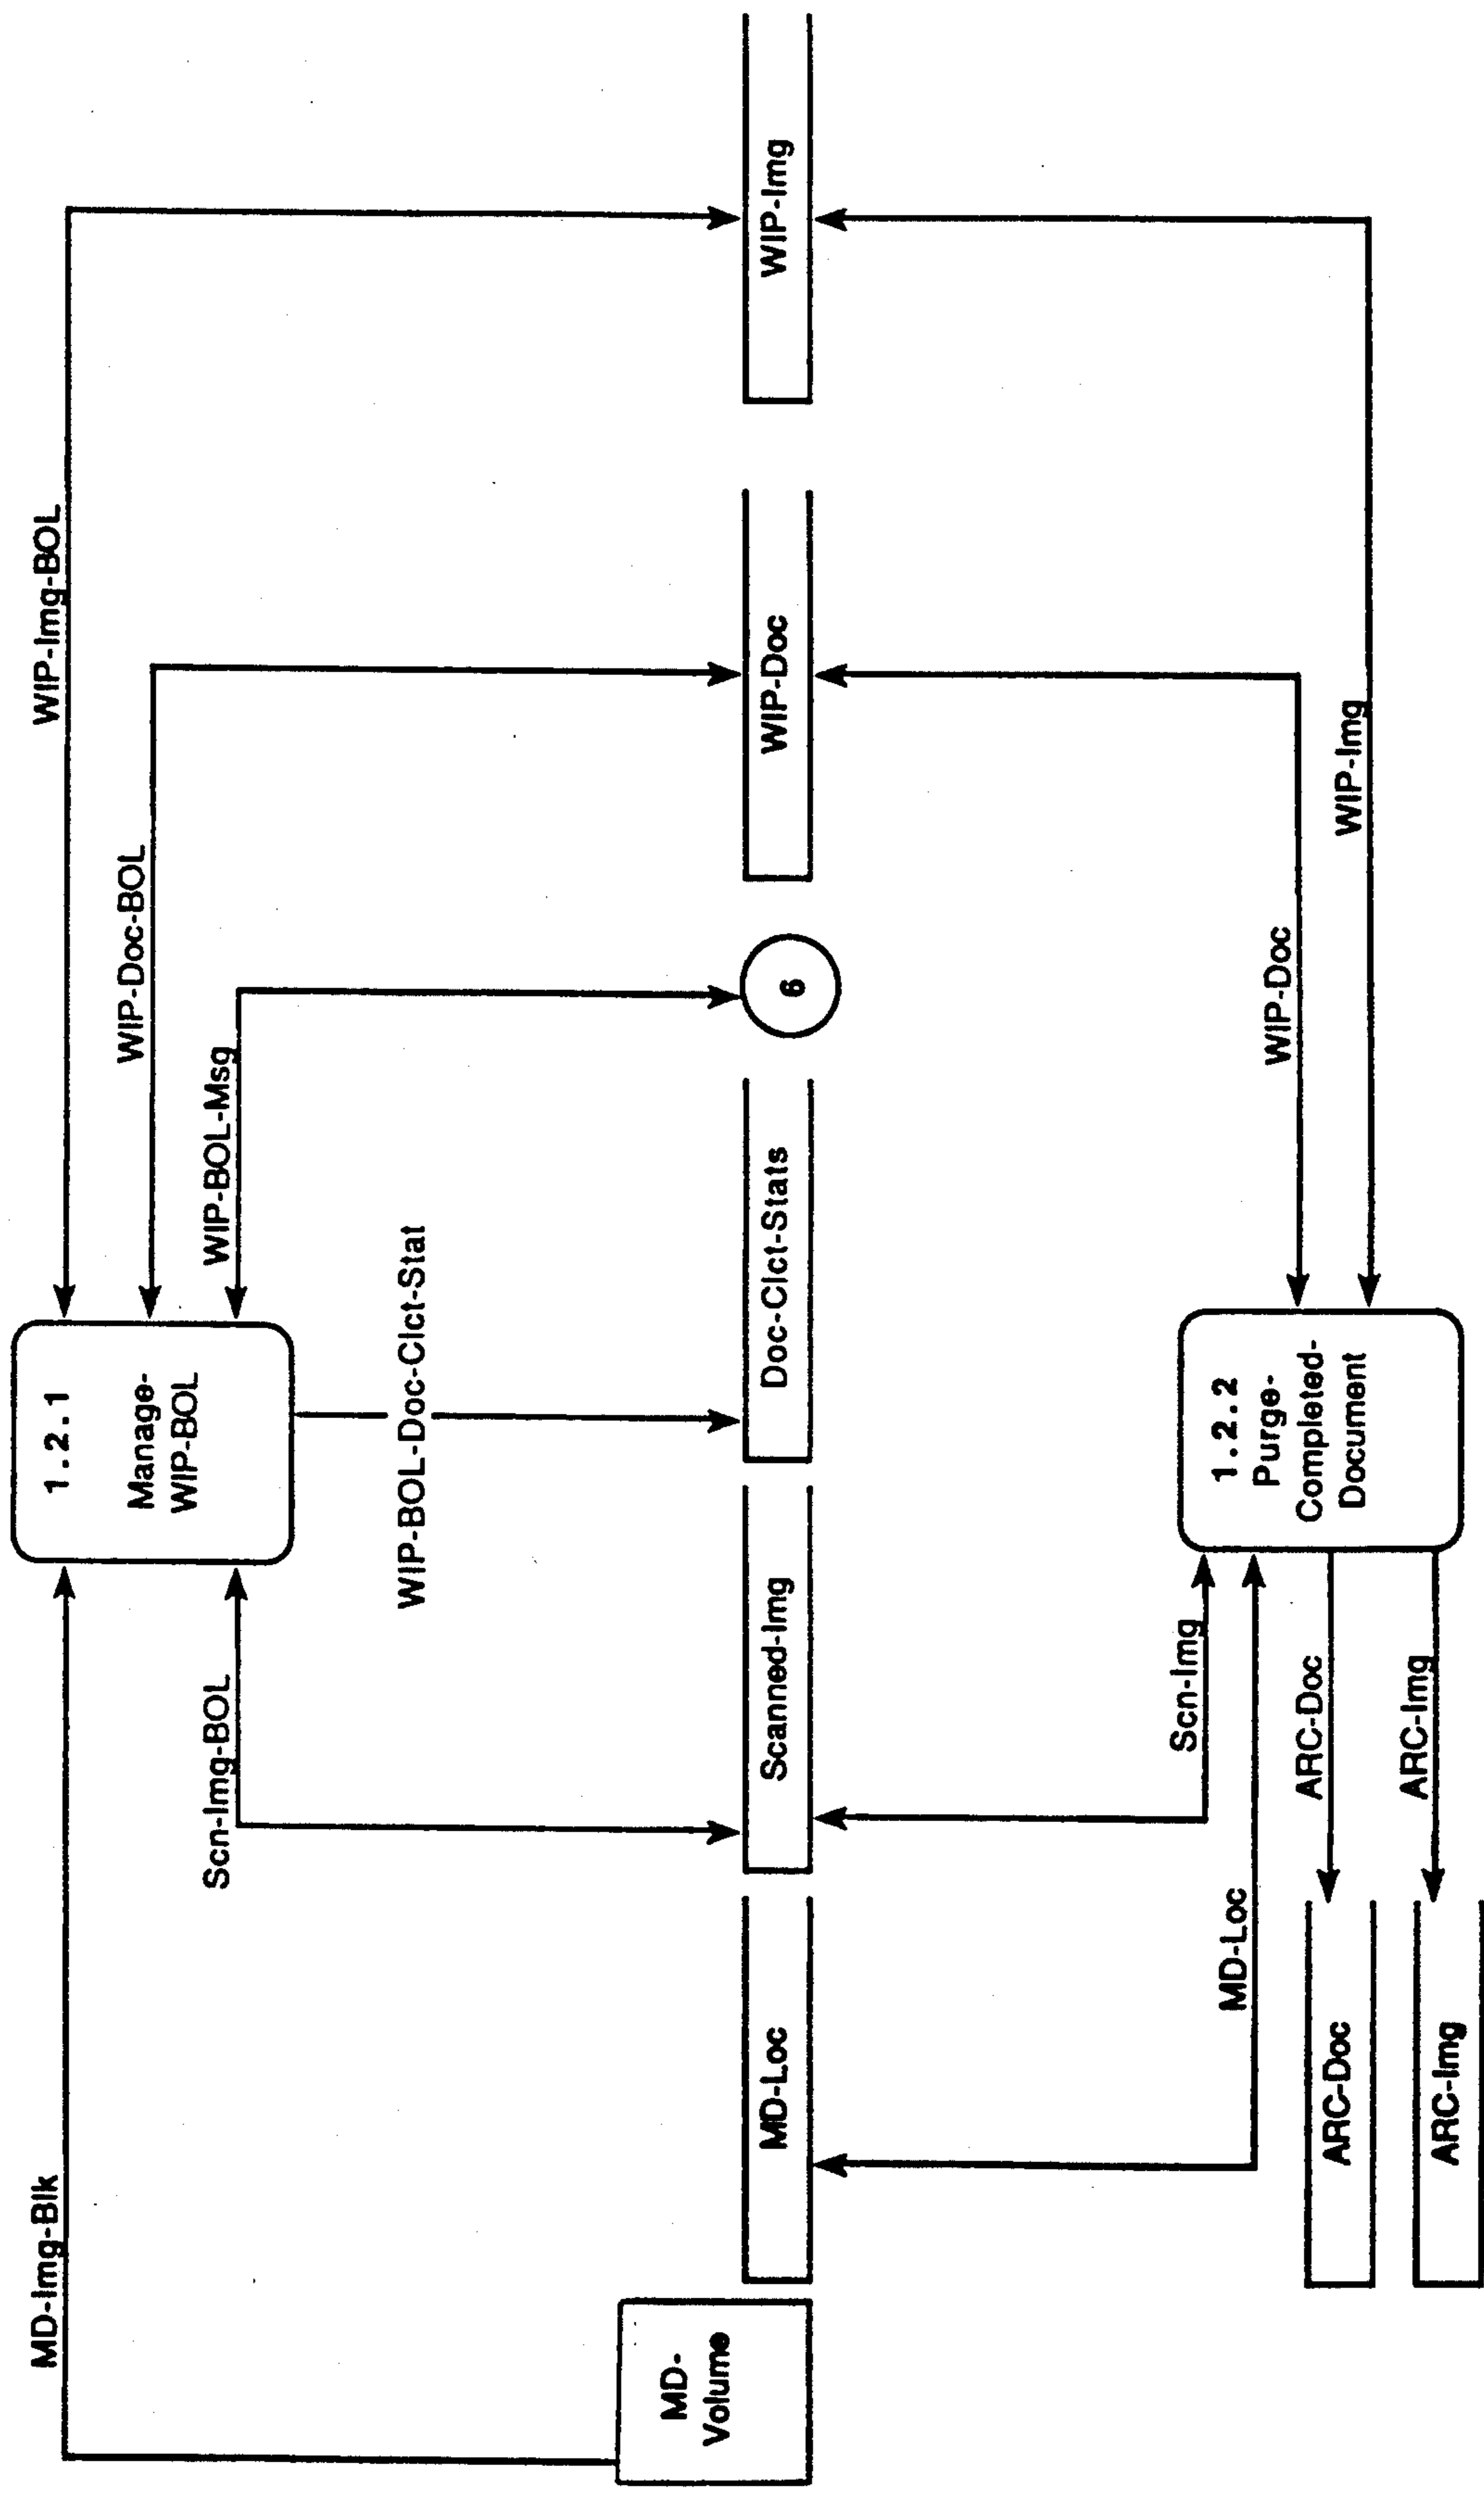 MD-Img-Blk
WIP-Img-BOL
1.2.1
Manage-
WIP-BOL
WIP-Doc-BOL
Scn-Img-BOL
WIP-BOL-Msg
WIP-BOL-Doc-Clct-Stat
MD-
Volume
MD-Loc
Scanned-Img
Doc-Clct-Stats
6
WIP-Doc
WIP-Img
Scn-Img
MD-Loc
1.2.2
Purge-
Completed-
Document
WIP-Doc
WIP-Img
ARC-Doc
ARC-Img
ARC-Doc
ARC-Img